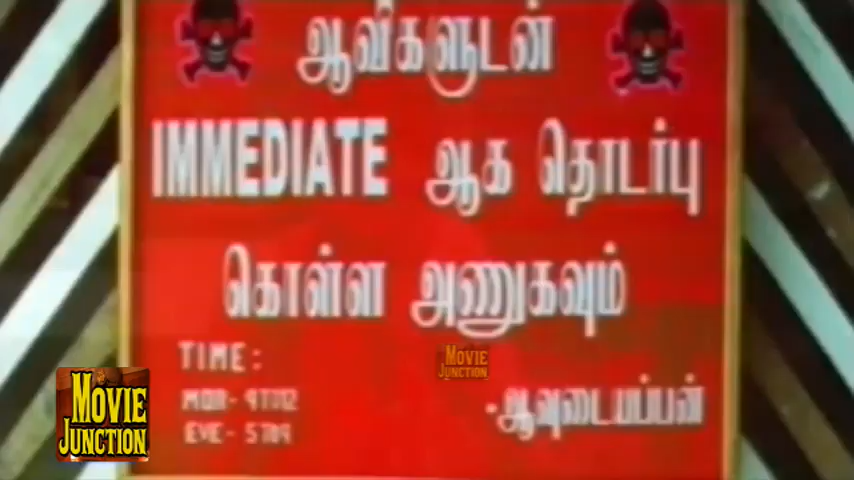 ஆவிகளுடன்
IMMEDIATE ஆக தொடர்பு
கொள்ள அணுகவும்
TIME:
MOR- 9TO12
EVE- 5TO9
-ஆவுடையப்பன்
MOVIE
JUNCTION
MOVIE
JUNCTION